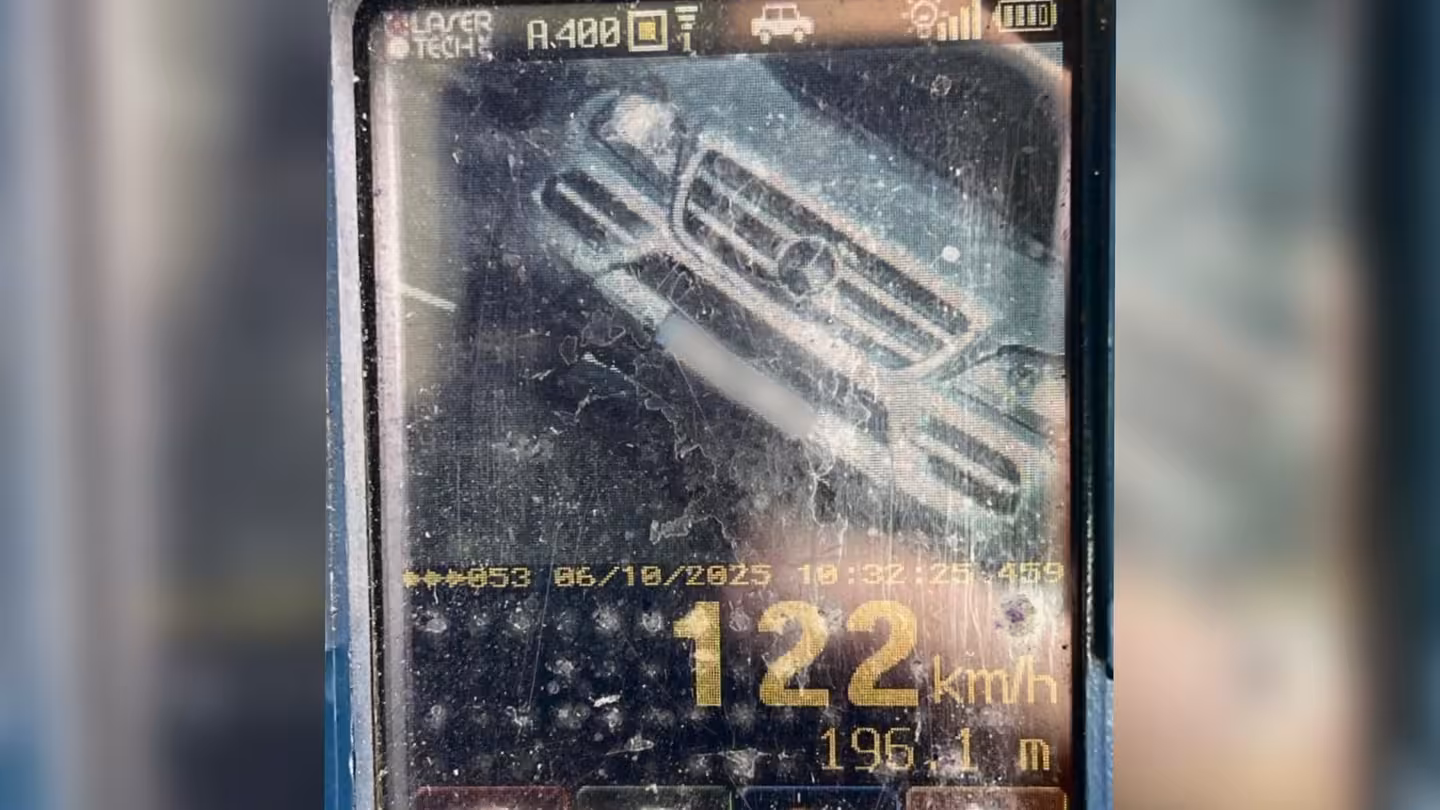 LASER
TECH
A.400
053 06/10/2025 10:32:25.459
122 km/h
196.1 m